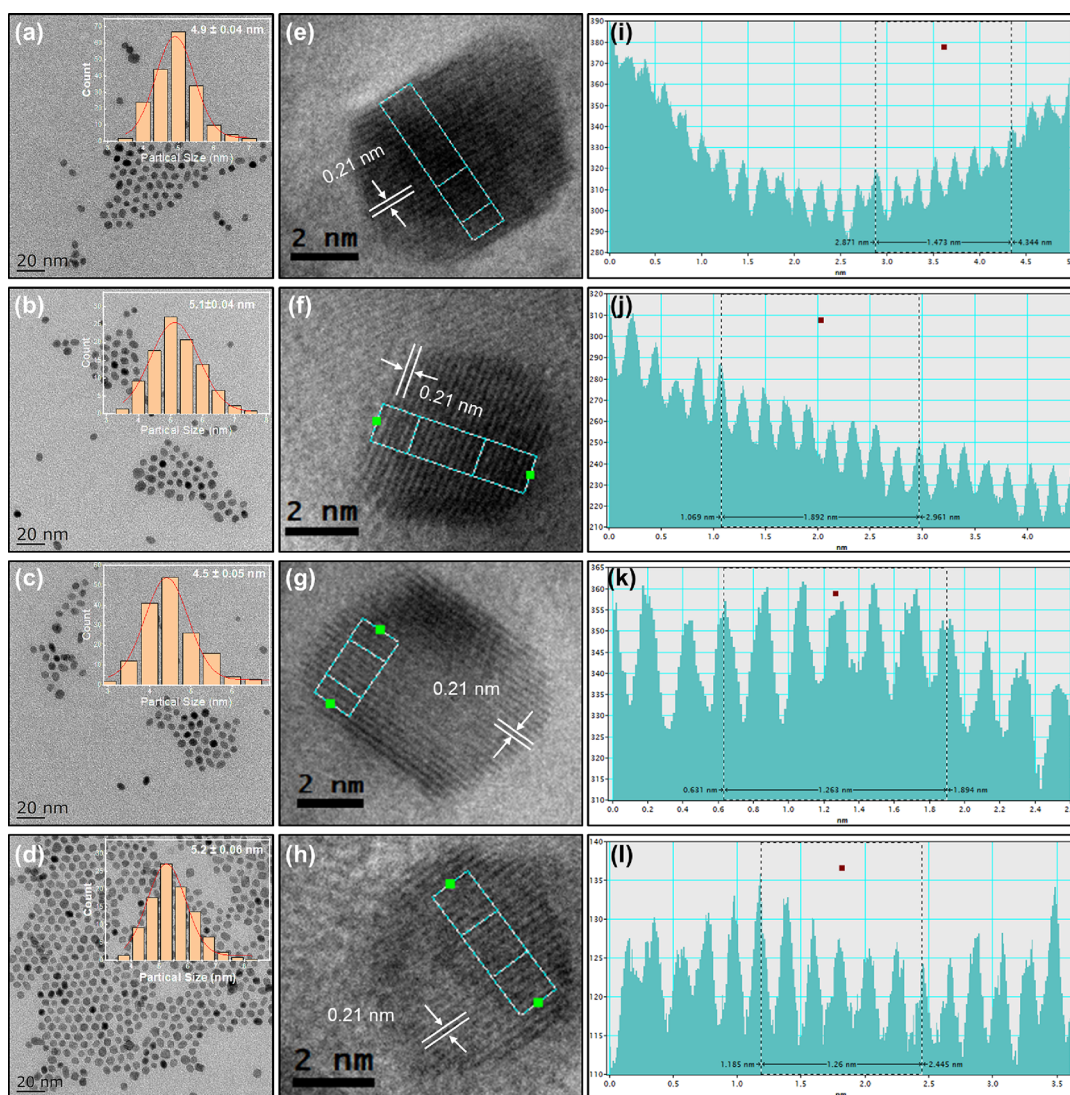 (a)
4.9 ± 0.04 nm
Count
Partical Size (nm)
20 nm
(e)
0.21 nm
2 nm
(i)
390
380
370
360
350
340
330
320
310
300
290
280
2.871 nm
1.473 nm
4.344 nm
0.0 0.5 1.0 1.5 2.0 2.5 3.0 3.5 4.0 4.5
nm
(b)
5.1±0.04 nm
Count
Partical Size (nm)
20 nm
(f)
0.21 nm
2 nm
(j)
320
310
300
290
280
270
260
250
240
230
220
210
1.069 nm
1.892 nm
2.961 nm
0.0 0.5 1.0 1.5 2.0 2.5 3.0 3.5 4.0
nm
(c)
4.5 ± 0.05 nm
Count
Partical Size (nm)
20 nm
(g)
0.21 nm
2 nm
(k)
365
360
355
350
345
340
335
330
325
320
315
310
0.631 nm
1.263 nm
1.894 nm
0.0 0.2 0.4 0.6 0.8 1.0 1.2 1.4 1.6 1.8 2.0 2.2 2.4
nm
(d)
5.2 ± 0.06 nm
Count
Partical Size (nm)
20 nm
(h)
0.21 nm
2 nm
(l)
140
135
130
125
120
115
110
1.185 nm
1.26 nm
2.445 nm
0.0 0.5 1.0 1.5 2.0 2.5 3.0 3.5
nm